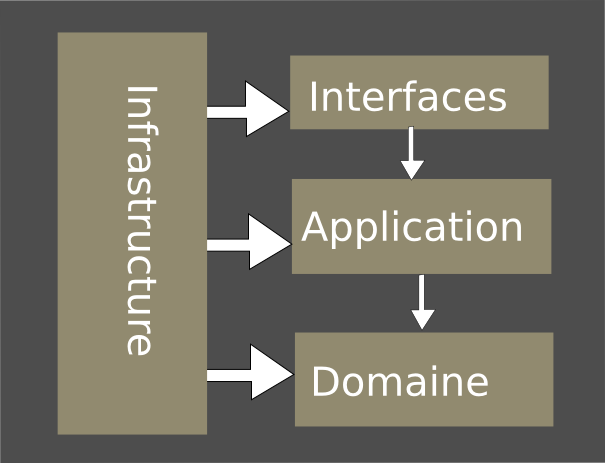 Infrastructure
Interfaces
Application
Domaine